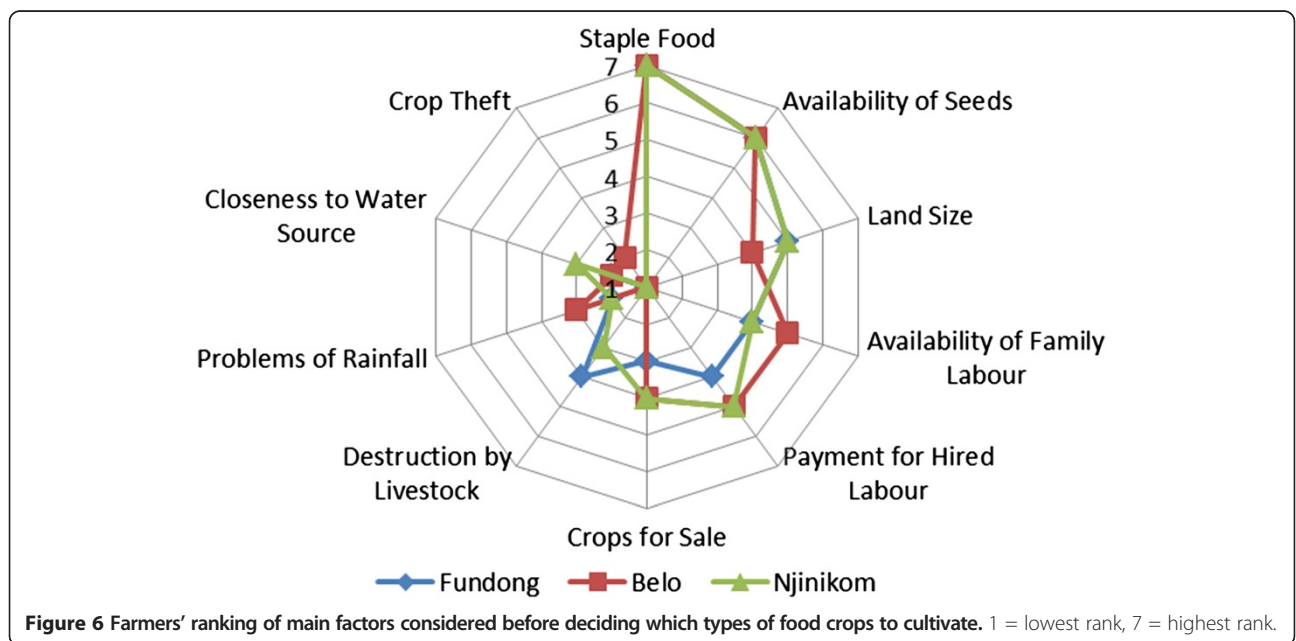 Staple Food
7
6
5
4
3
2
1
Availability of Seeds
Land Size
Availability of Family
Labour
Payment for Hired
Labour
Crops for Sale
Destruction by
Livestock
Problems of Rainfall
Closeness to Water
Source
Crop Theft
Fundong
Belo
Njinikom
Figure 6 Farmers' ranking of main factors considered before deciding which types of food crops to cultivate. 1 = lowest rank, 7 = highest rank.